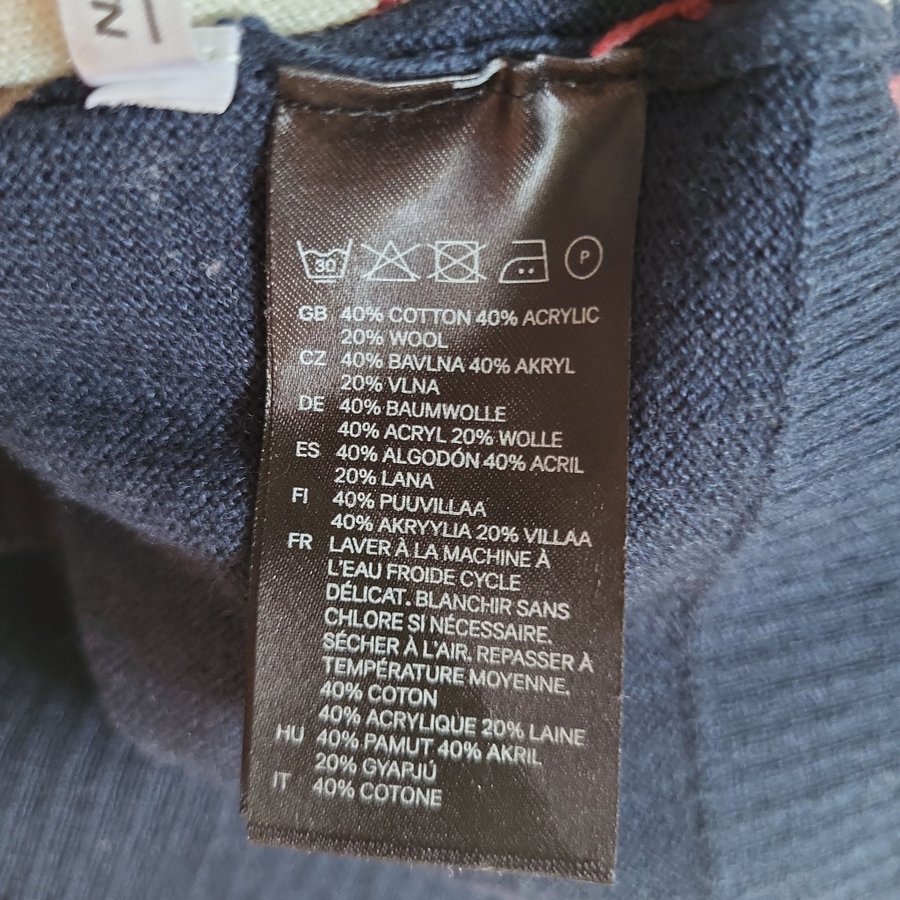 N
30
P
GB 40% COTTON 40% ACRYLIC
20% WOOL
CZ 40% BAVLNA 40% AKRYL
20% VLNA
DE 40% BAUMWOLLE
40% ACRYL 20% WOLLE
ES 40% ALGODÓN 40% ACRIL
20% LANA
FI 40% PUUVILLAA
40% AKRYYLIA 20% VILLAA
FR LAVER À LA MACHINE À
L'EAU FROIDE CYCLE
DÉLICAT. BLANCHIR SANS
CHLORE SI NÉCESSAIRE.
SÉCHER À L'AIR. REPASSER À
TEMPÉRATURE MOYENNE.
40% COTON
40% ACRYLIQUE 20% LAINE
HU 40% PAMUT 40% AKRIL
20% GYAPJÚ
IT 40% COTONE